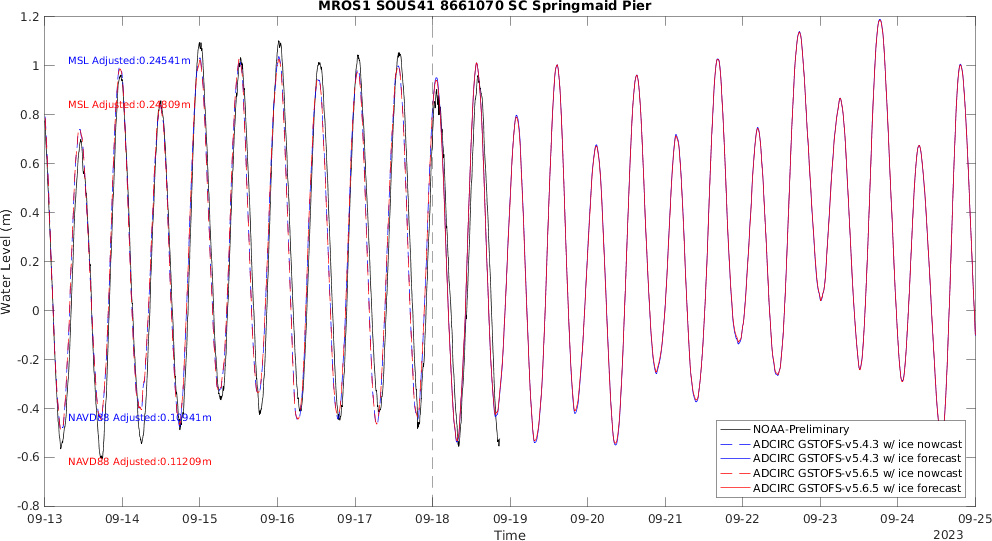 MROS1 SOUS41 8661070 SC Springmaid Pier
1.2
1
0.8
0.6
0.4
0.2
0
-0.2
-0.4
-0.6
-0.8
Water Level (m)
MSL Adjusted:0.24541m
MSL Adjusted:0.24809m
NAVD88 Adjusted:0.10941m
NAVD88 Adjusted:0.11209m
NOAA-Preliminary
ADCIRC GSTOFS-v5.4.3 w/ ice nowcast
ADCIRC GSTOFS-v5.4.3 w/ ice forecast
ADCIRC GSTOFS-v5.6.5 w/ ice nowcast
ADCIRC GSTOFS-v5.6.5 w/ ice forecast
09-13 09-14 09-15 09-16 09-17 09-18 09-19 09-20 09-21 09-22 09-23 09-24 09-25
Time
2023